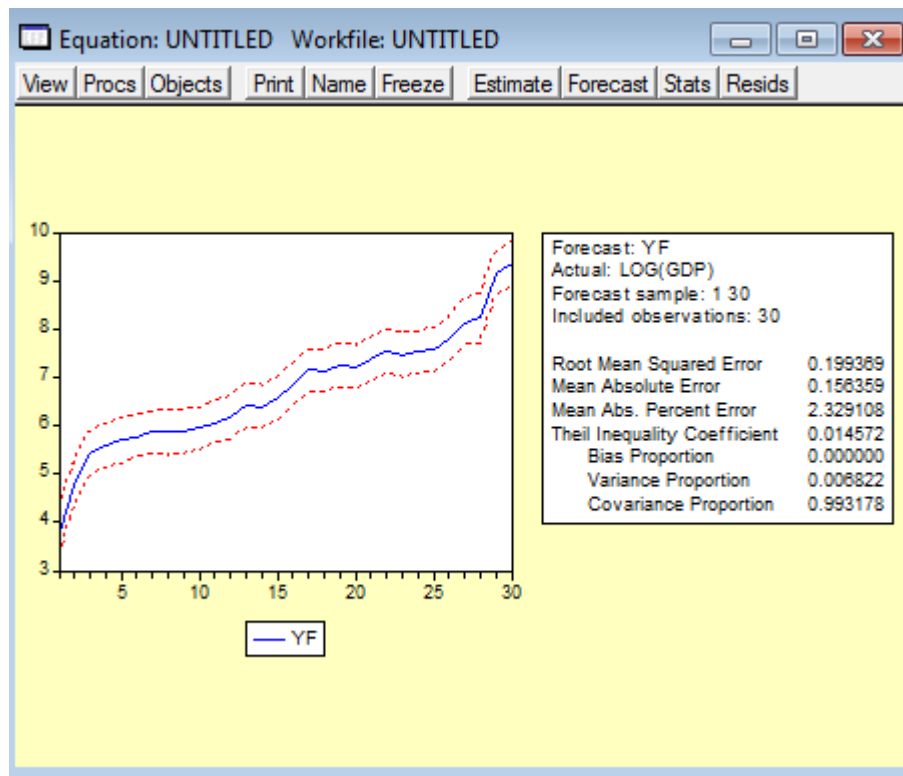 Equation: UNTITLED Workfile: UNTITLED
View Procs Objects Print Name Freeze Estimate Forecast Stats Resids
10
9
8
7
6
5
4
3
5 10 15 20 25 30
YF
Forecast: YF
Actual: LOG(GDP)
Forecast sample: 1 30
Included observations: 30
Root Mean Squared Error 0.199369
Mean Absolute Error 0.156359
Mean Abs. Percent Error 2.329108
Theil Inequality Coefficient 0.014572
Bias Proportion 0.000000
Variance Proportion 0.006822
Covariance Proportion 0.993178